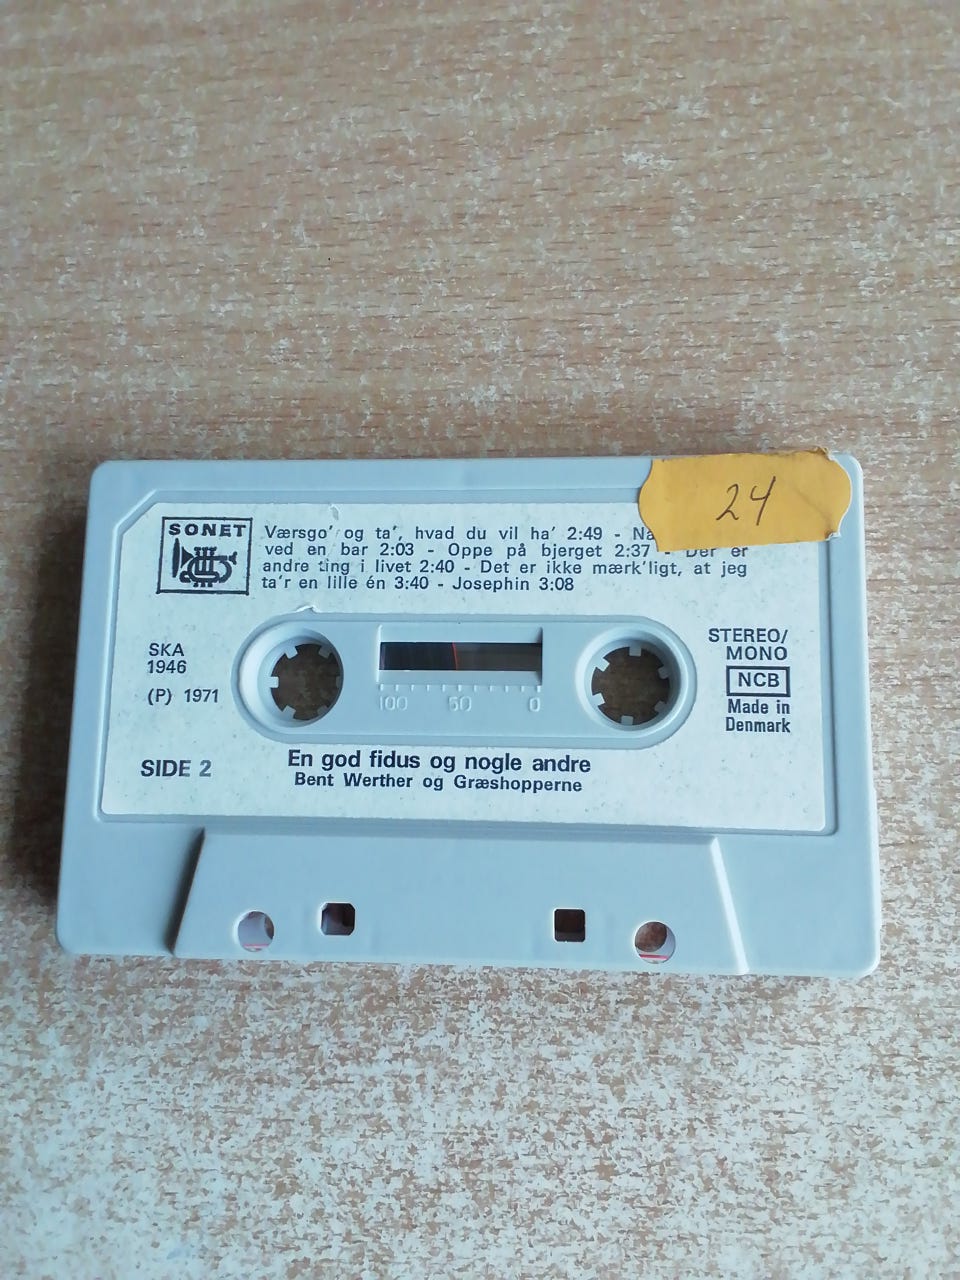 24
SONET
Værsgo' og ta', hvad du vil ha' 2:49 -
ved en bar 2:03 - Oppe på bjerget 2:37 - Der er
andre ting i livet 2:40 - Det er ikke mærk'ligt, at jeg
ta'r en lille én 3:40 - Josephin 3:08
SKA
1946
(P) 1971
STEREO/
MONO
NCB
Made in
Denmark
100 50 0
SIDE 2
En god fidus og nogle andre
Bent Werther og Græshopperne